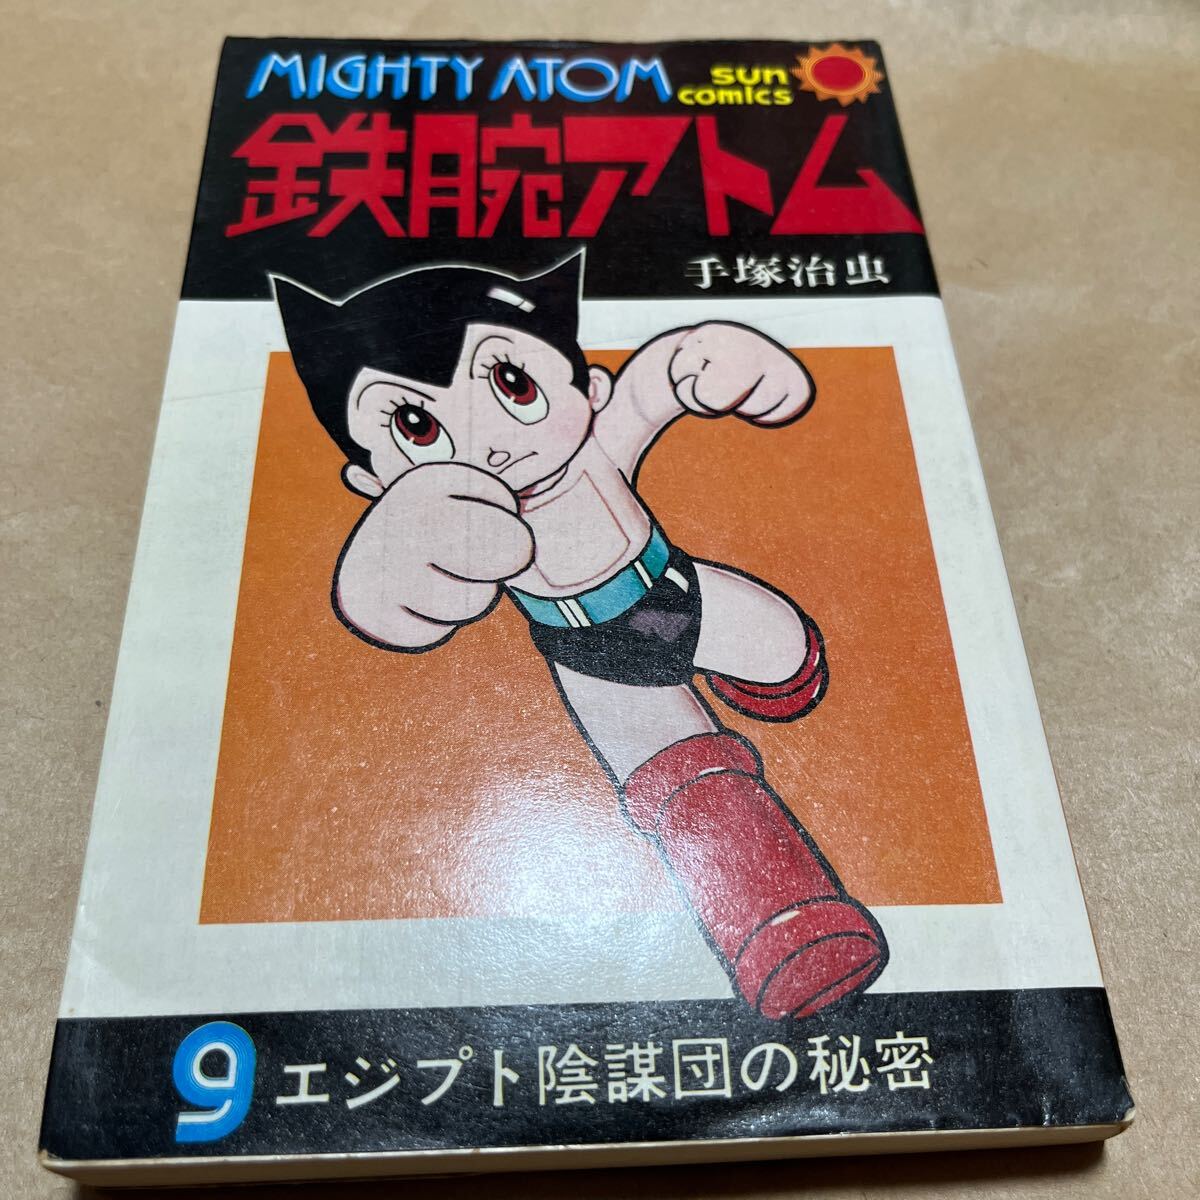 MIGHTY ATOM
sun
comics
鉄腕アトム
手塚治虫
9 エジプト陰謀団の秘密